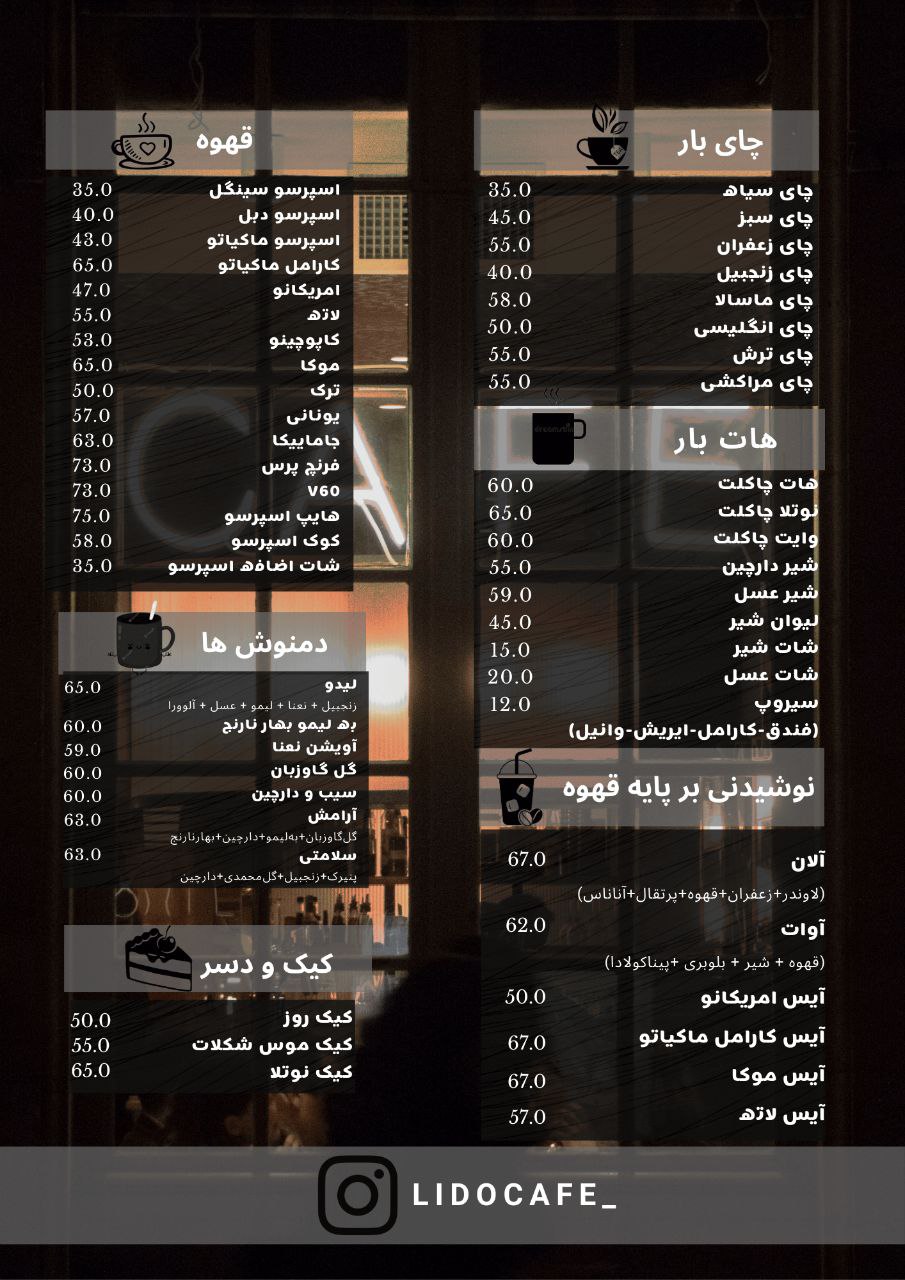 چای بار
چای سیاه 35.0
چای سبز 45.0
چای زعفران 55.0
چای زنجبیل 40.0
چای ماسالا 58.0
چای انگلیسی 50.0
چای ترش 55.0
چای مراکشی 55.0
هات بار
هات چاکلت 60.0
نوتلا چاکلت 65.0
وایت چاکلت 60.0
شیر دارچین 55.0
شیر عسل 59.0
لیوان شیر 45.0
شات شیر 15.0
شات عسل 20.0
سیروپ 12.0
(فندق-کارامل-ایریش-وانیل)
نوشیدنی بر پایه قهوه
آلان 67.0
(لاوندر+زعفران+قهوه+پرتقال+آناناس)
آوات 62.0
(قهوه + شیر + بلوبری +پیناکولادا)
آیس امریکانو 50.0
آیس کارامل ماکیاتو 67.0
آیس موکا 67.0
آیس لاته 57.0
قهوه
اسپرسو سینگل 35.0
اسپرسو دبل 40.0
اسپرسو ماکیاتو 43.0
کارامل ماکیاتو 65.0
امریکانو 47.0
لاته 55.0
کاپوچینو 53.0
موکا 65.0
ترک 50.0
یونانی 57.0
جاماییکا 63.0
فرنچ پرس 73.0
V60 73.0
هایپ اسپرسو 75.0
کوک اسپرسو 58.0
شات اضافه اسپرسو 35.0
دمنوش ها
لیدو 65.0
زنجبیل + نعنا + لیمو + عسل + آلوورا
به لیمو بهار نارنج 60.0
آویشن نعنا 59.0
گل گاوزبان 60.0
سیب و دارچین 60.0
آرامش 63.0
گل‌گاوزبان+به‌لیمو+دارچین+بهارنارنج
سلامتی 63.0
پنیرک+زنجبیل+گل‌محمدی+دارچین
کیک و دسر
کیک روز 50.0
کیک موس شکلات 55.0
کیک نوتلا 65.0
CAFE
LIDOCAFE_